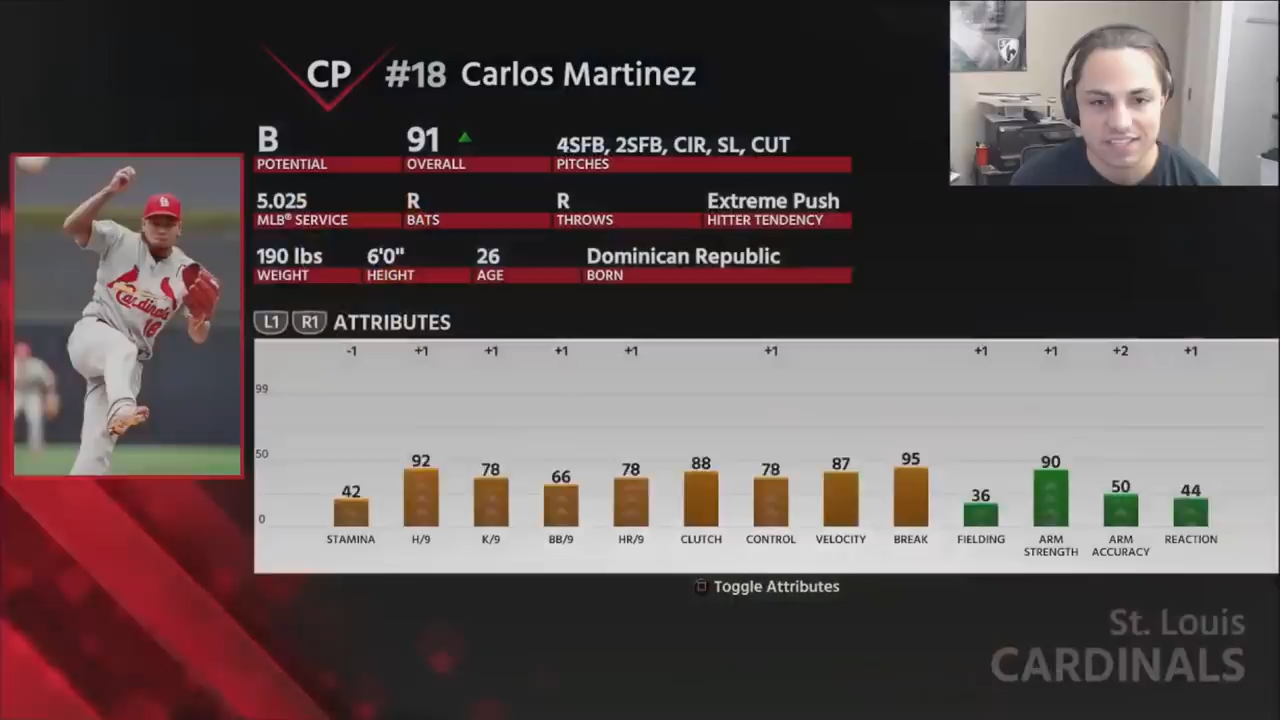 CP #18 Carlos Martinez
B 91 4SFB, 2SFB, CIR, SL, CUT
POTENTIAL OVERALL PITCHES
5.025 R R Extreme Push
MLB® SERVICE BATS THROWS HITTER TENDENCY
190 lbs 6'0" 26 Dominican Republic
WEIGHT HEIGHT AGE BORN
Cardinals
18
L1 R1 ATTRIBUTES
-1 +1 +1 +1 +1 +1 +1 +1 +2 +1
99
50
0
42 92 78 66 78 88 78 87 95 36 90 50 44
STAMINA H/9 K/9 BB/9 HR/9 CLUTCH CONTROL VELOCITY BREAK FIELDING ARM STRENGTH ARM ACCURACY REACTION
Toggle Attributes
St. Louis
CARDINALS